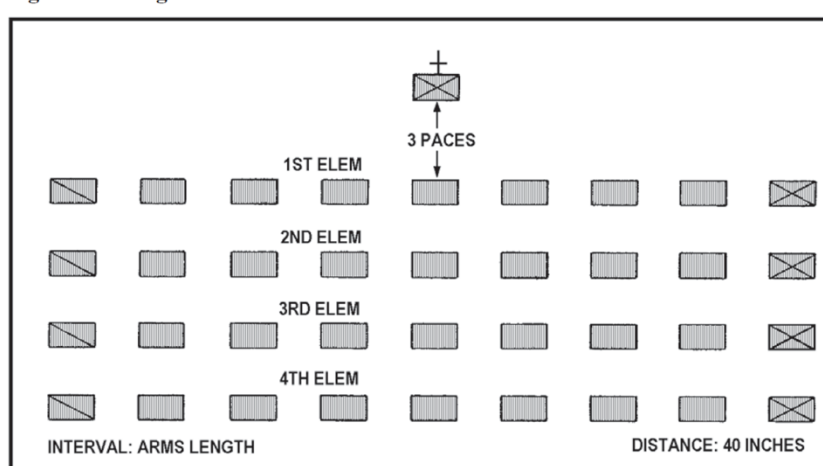 3 PACES
1ST ELEM
2ND ELEM
3RD ELEM
4TH ELEM
INTERVAL: ARMS LENGTH
DISTANCE: 40 INCHES